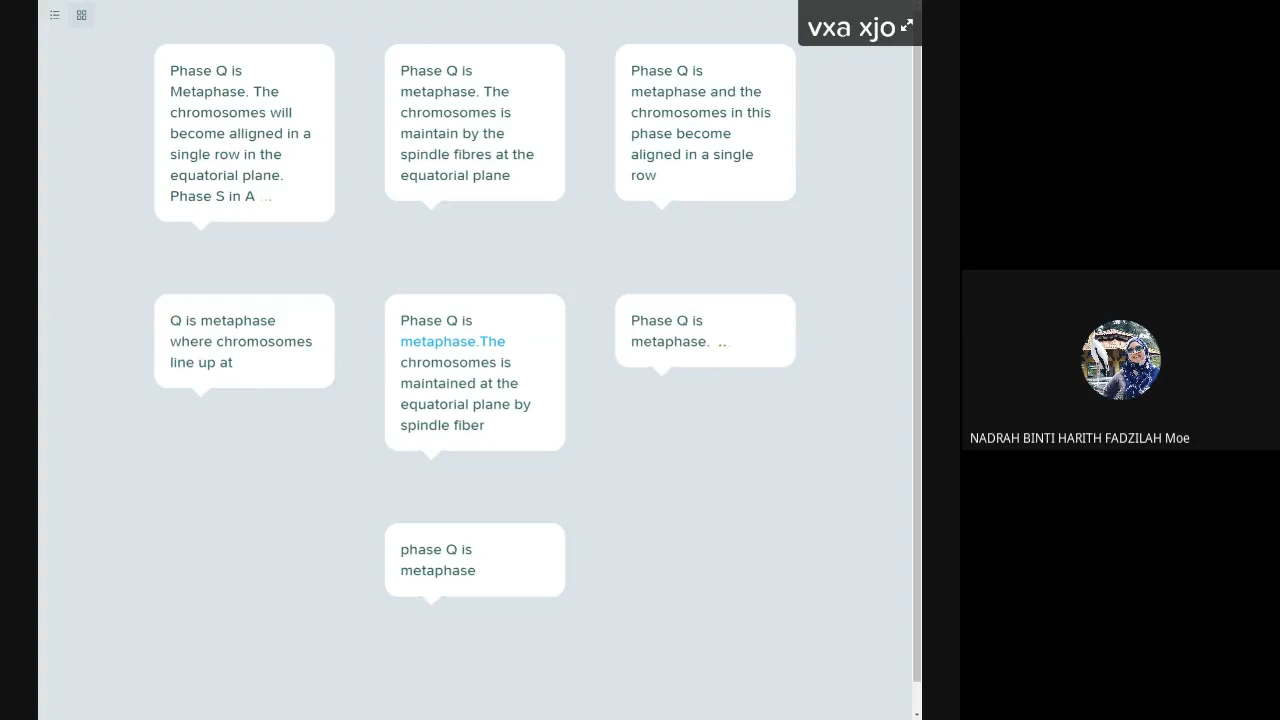 vxa xjo
Phase Q is
Metaphase. The
chromosomes will
become alligned in a
single row in the
equatorial plane.
Phase S in A ...
Phase Q is
metaphase. The
chromosomes is
maintain by the
spindle fibres at the
equatorial plane
Phase Q is
metaphase and the
chromosomes in this
phase become
aligned in a single
row
Q is metaphase
where chromosomes
line up at
Phase Q is
metaphase.The
chromosomes is
maintained at the
equatorial plane by
spindle fiber
Phase Q is
metaphase. ...
phase Q is
metaphase
NADRAH BINTI HARITH FADZILAH Moe